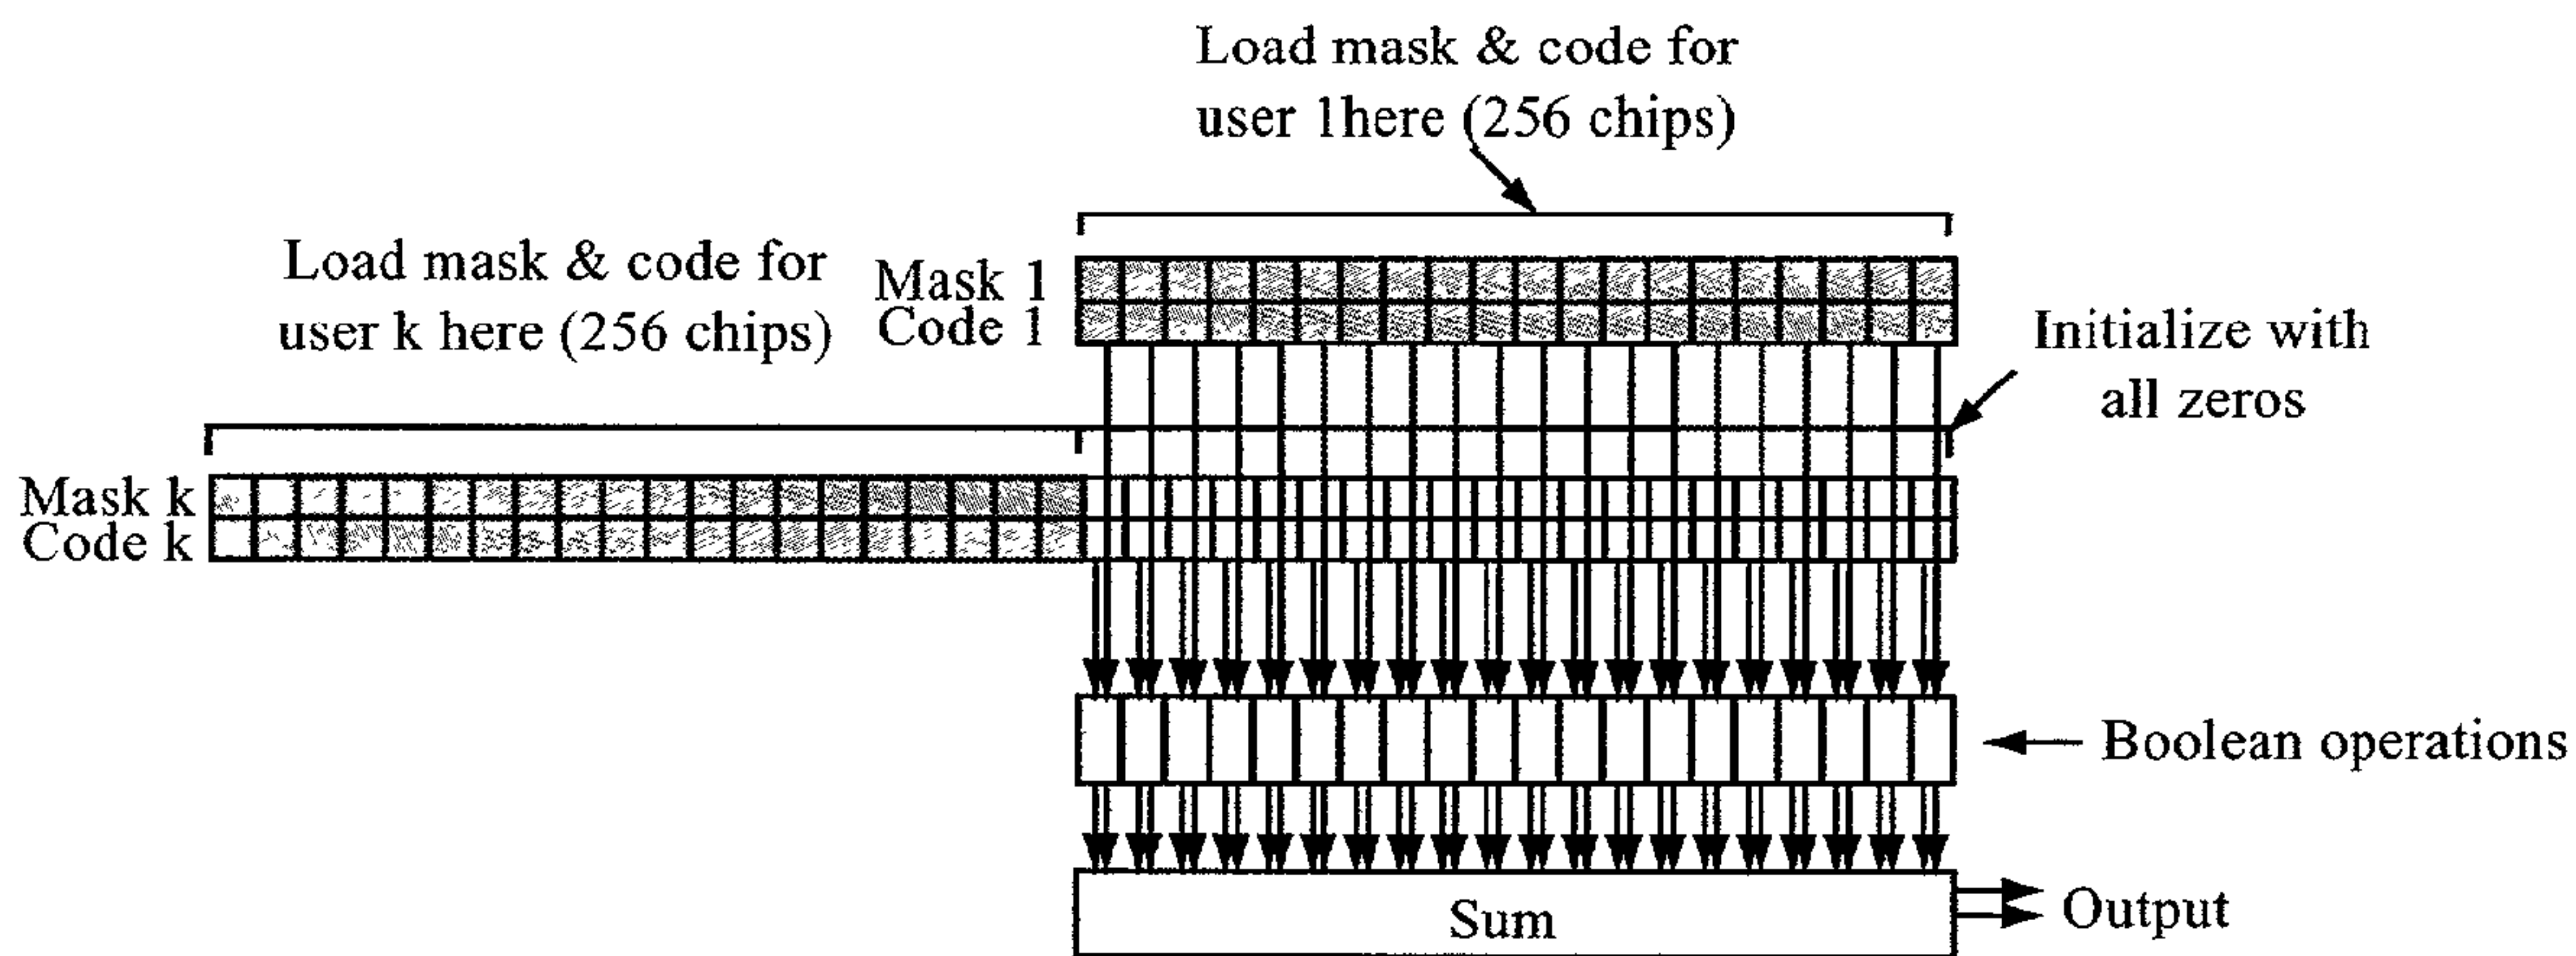 Load mask & code for
user 1here (256 chips)
Load mask & code for
user k here (256 chips)
Mask 1
Code 1
Initialize with
all zeros
Mask k
Code k
Boolean operations
Sum
Output